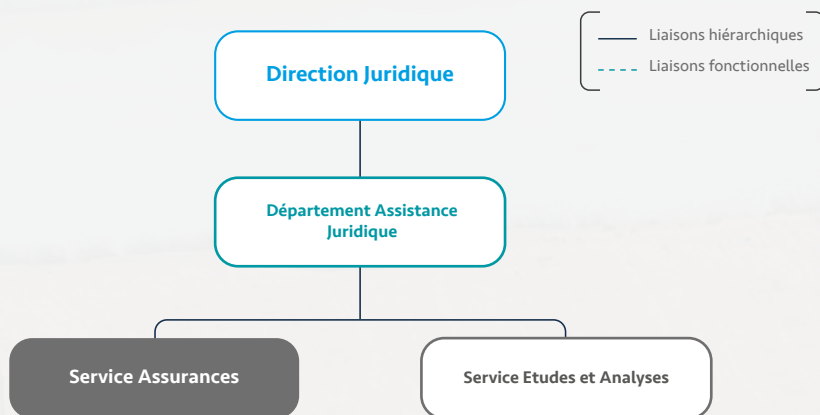 Liaisons hiérarchiques
Direction Juridique
Liaisons fonctionnelles
Département Assistance
Juridique
Service Assurances
Service Etudes et Analyses